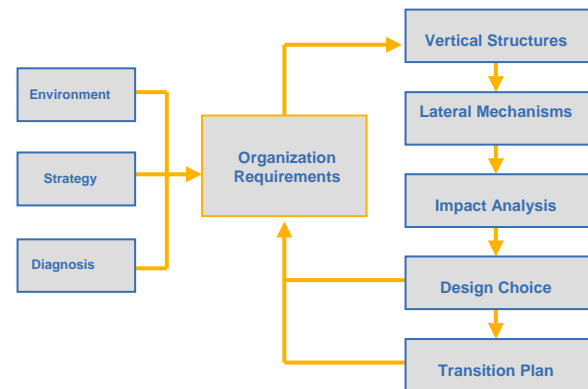 Environment
Strategy
Diagnosis
Organization
Requirements
Vertical Structures
Lateral Mechanisms
Impact Analysis
Design Choice
Transition Plan